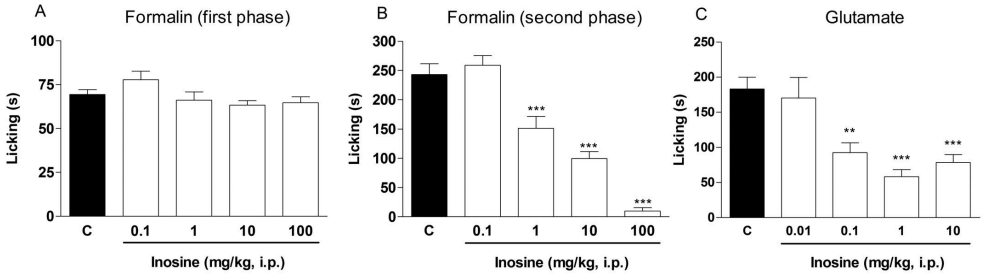 A
Formalin (first phase)
Licking (s)
100
75
50
25
0
C 0.1 1 10 100
Inosine (mg/kg, i.p.)
B
Formalin (second phase)
Licking (s)
300
250
200
150
100
50
0
***
***
***
C 0.1 1 10 100
Inosine (mg/kg, i.p.)
C
Glutamate
Licking (s)
250
200
150
100
50
0
**
***
***
C 0.01 0.1 1 10
Inosine (mg/kg, i.p.)